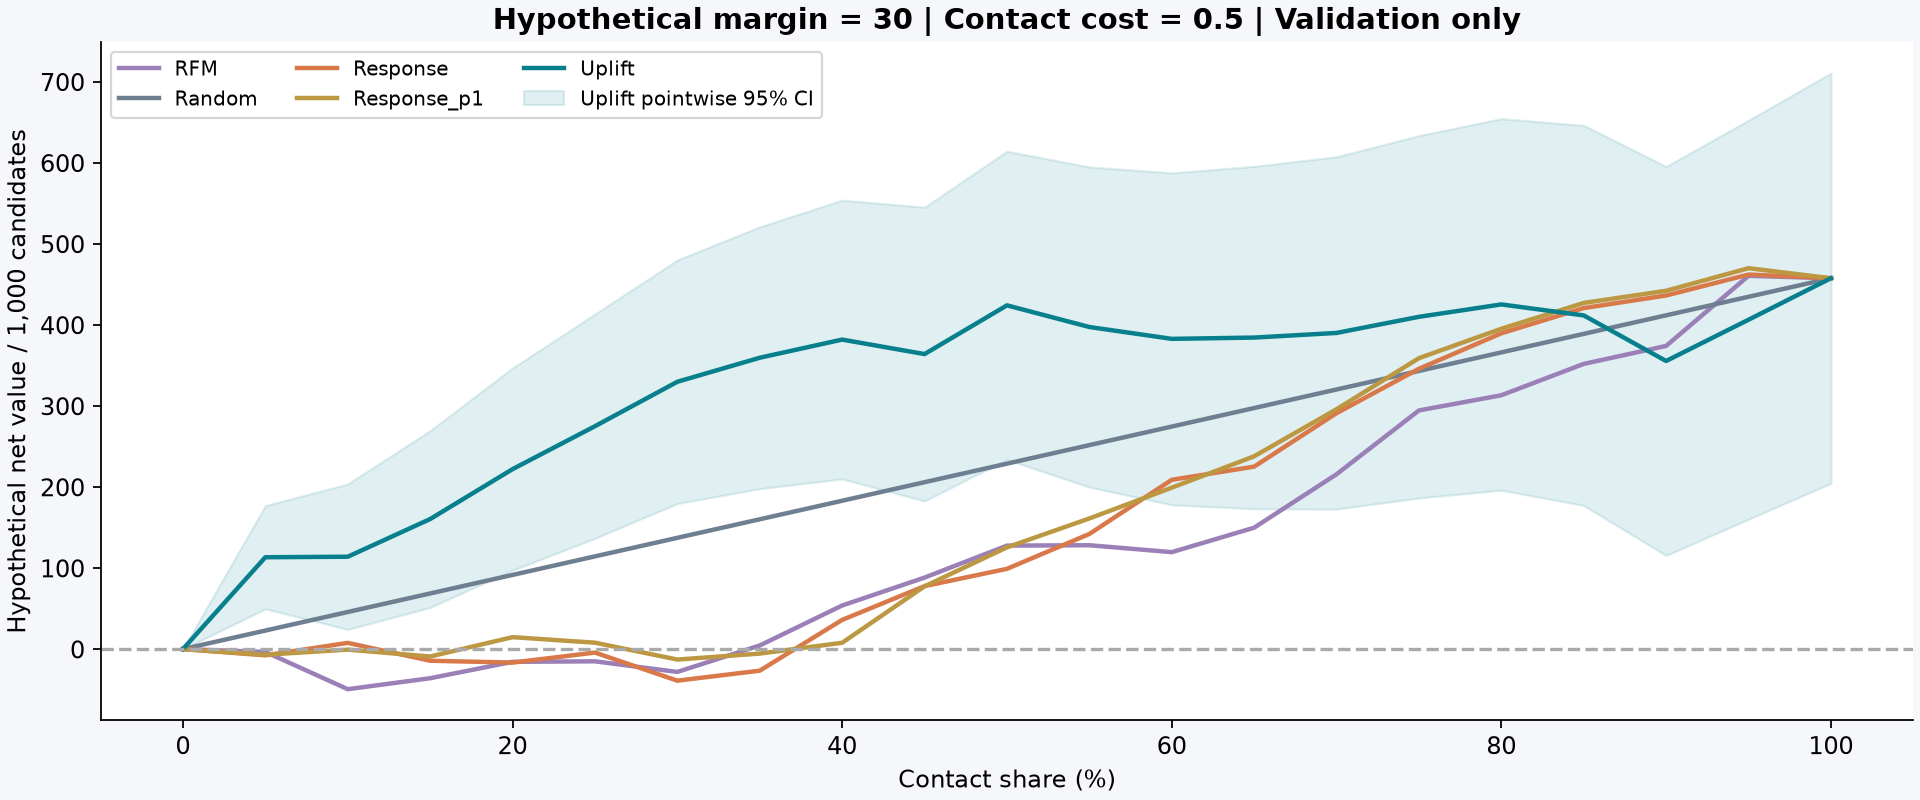 Hypothetical margin = 30 | Contact cost = 0.5 | Validation only
RFM
Random
Response
Response_p1
Uplift
Uplift pointwise 95% CI
Hypothetical net value / 1,000 candidates
700
600
500
400
300
200
100
0
0 20 40 60 80 100
Contact share (%)